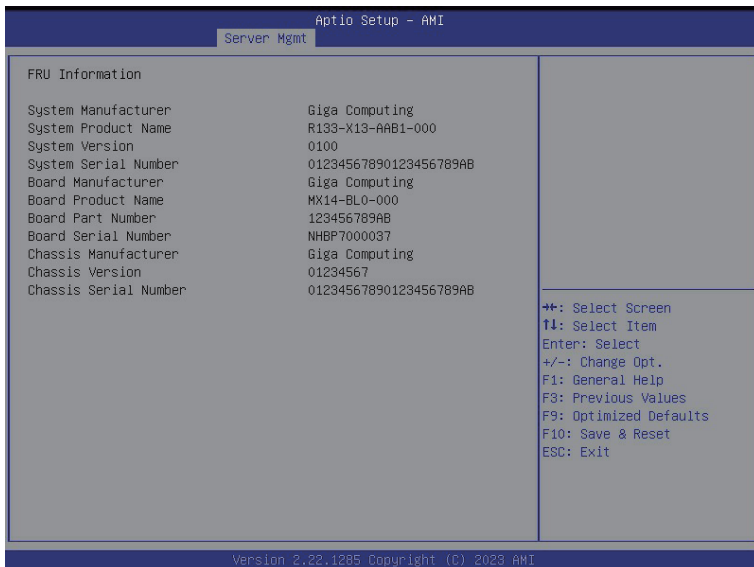 Aptio Setup – AMI
Server Mgmt
FRU Information
System Manufacturer Giga Computing
System Product Name R133-X13-AAB1-000
System Version 0100
System Serial Number 01234567890123456789AB
Board Manufacturer Giga Computing
Board Product Name MX14-BL0-000
Board Part Number 123456789AB
Board Serial Number NHBP7000037
Chassis Manufacturer Giga Computing
Chassis Version 01234567
Chassis Serial Number 01234567890123456789AB
→←: Select Screen
↑↓: Select Item
Enter: Select
+/-: Change Opt.
F1: General Help
F3: Previous Values
F9: Optimized Defaults
F10: Save & Reset
ESC: Exit
Version 2.22.1285 Copyright (C) 2023 AMI